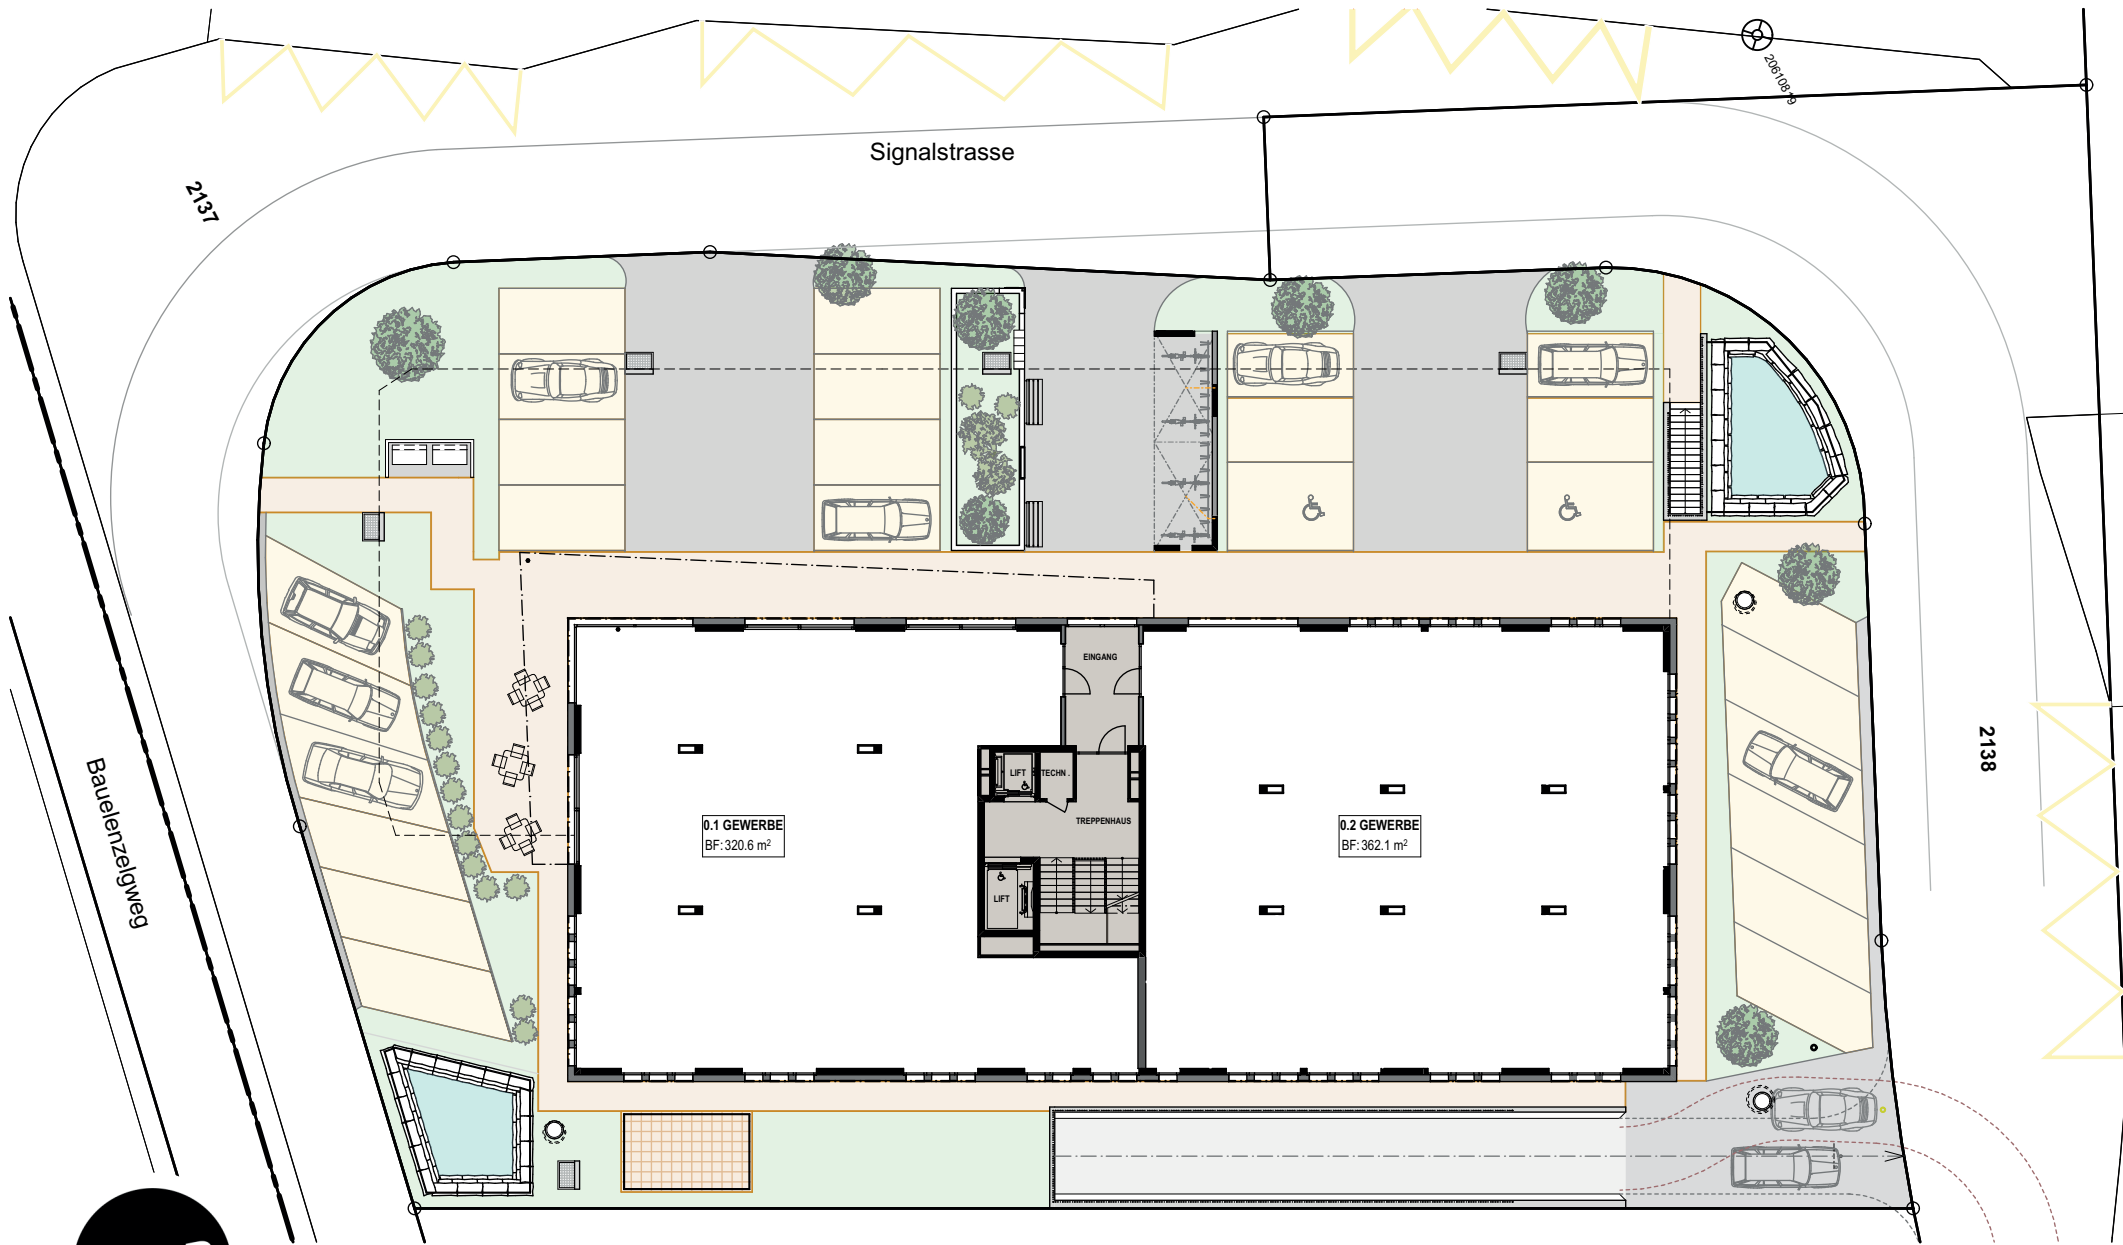 20610819
Signalstrasse
2137
EINGANG
LIFT
TECHN.
TREPPENHAUS
0.1 GEWERBE
BF: 320.6 m²
0.2 GEWERBE
BF: 362.1 m²
LIFT
2138
Bauelenzelgweg